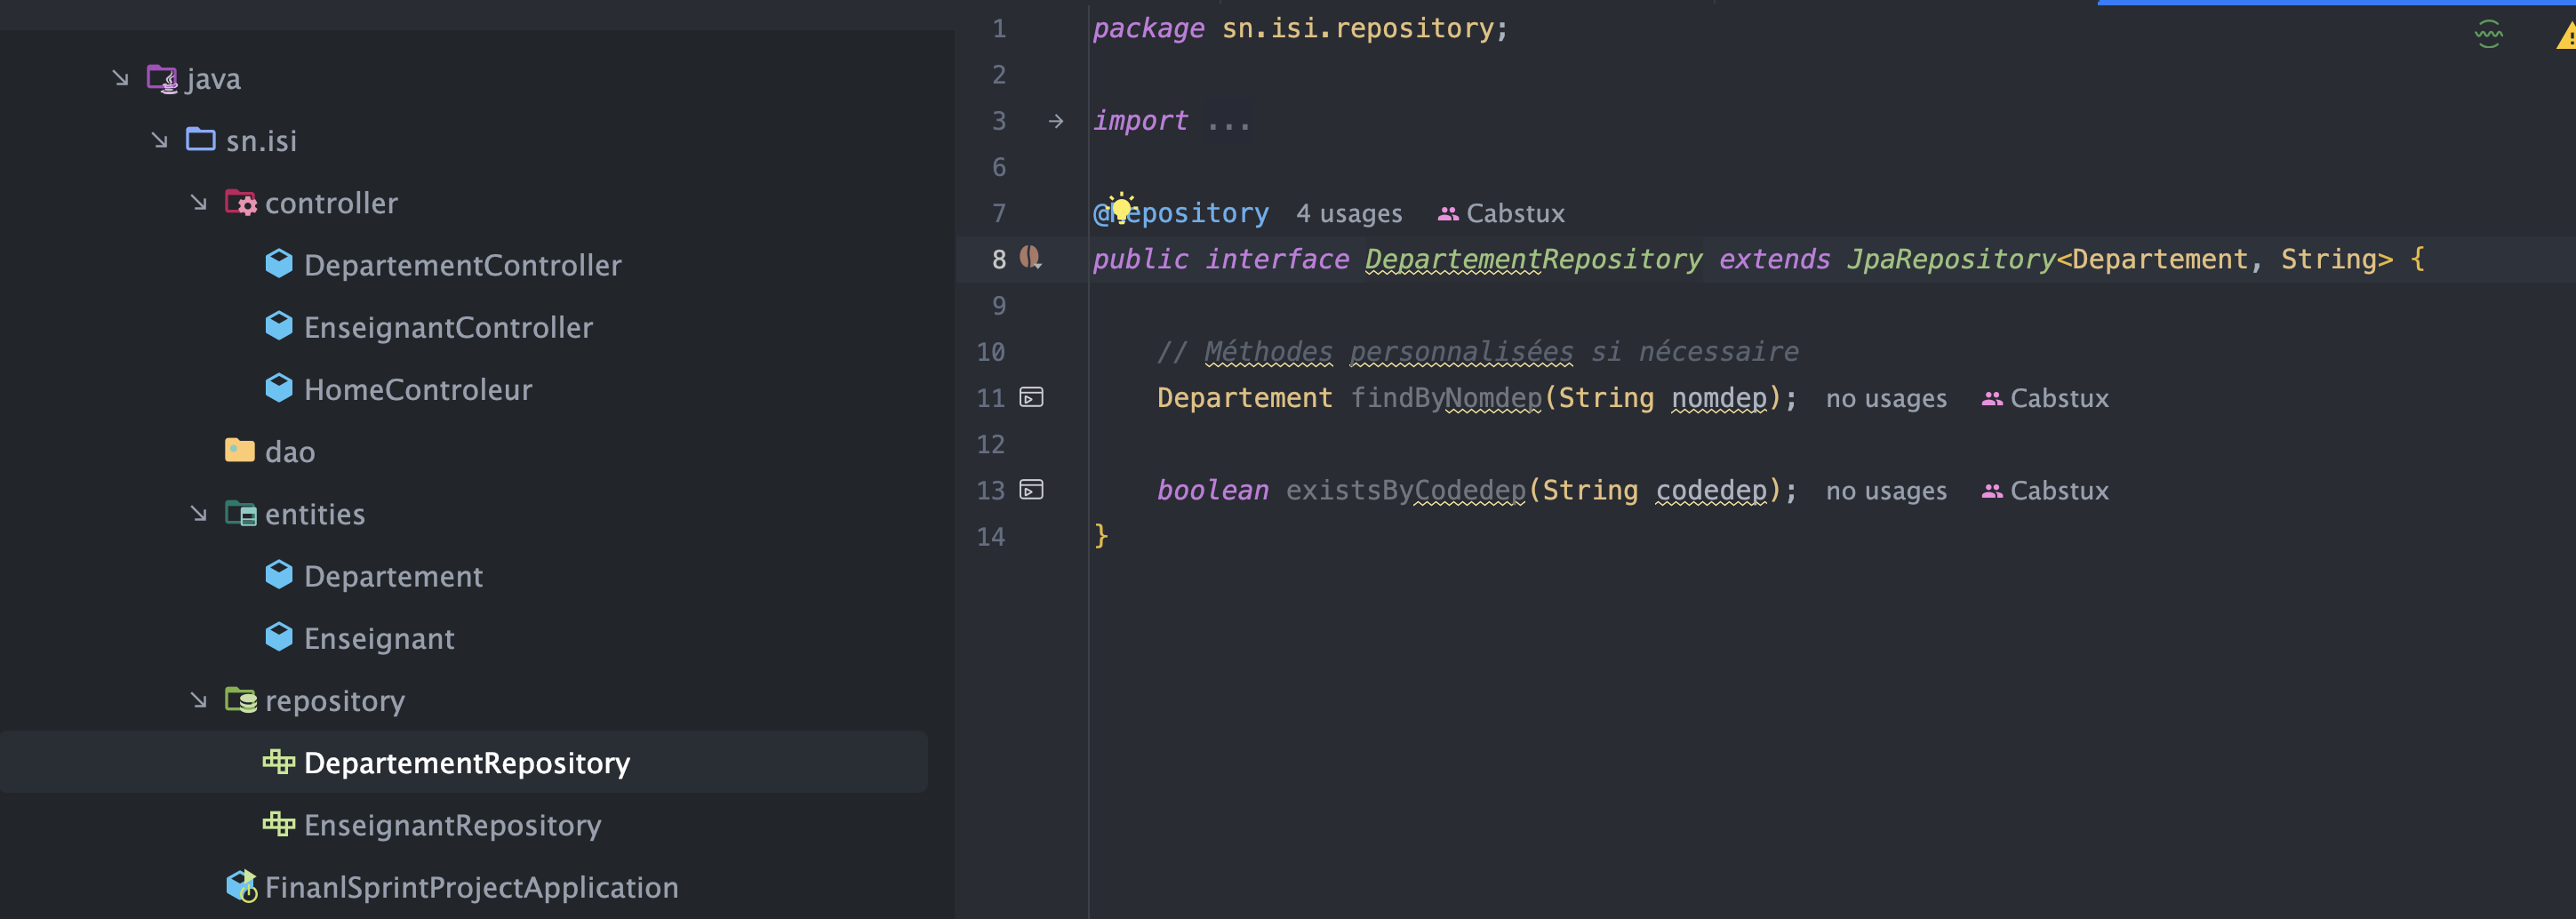 java
sn.isi
controller
DepartementController
EnseignantController
HomeControleur
dao
entities
Departement
Enseignant
repository
DepartementRepository
EnseignantRepository
FinanlSprintProjectApplication
1 package sn.isi.repository;
2
3 import ...
6
7 @Repository 4 usages Cabstux
8 public interface DepartementRepository extends JpaRepository<Departement, String> {
9
10 // Méthodes personnalisées si nécessaire
11 Departement findByNomdep(String nomdep); no usages Cabstux
12
13 boolean existsByCodedep(String codedep); no usages Cabstux
14 }